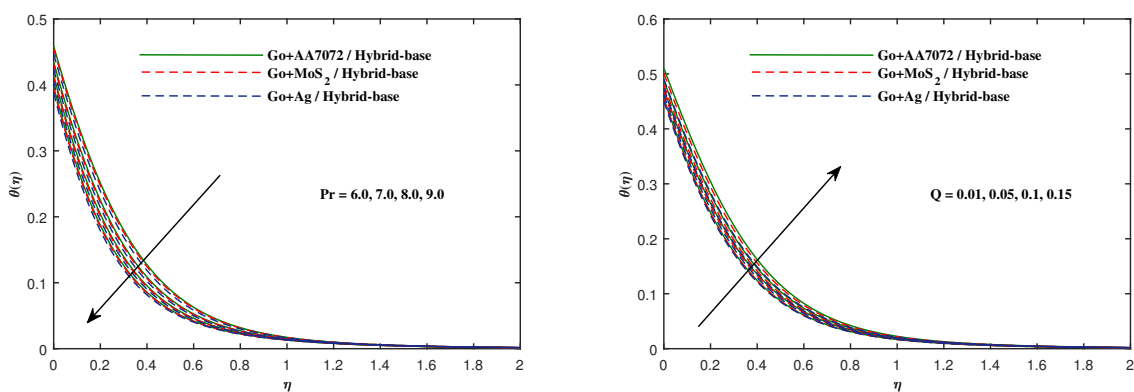 0.5
0.4
0.3
0.2
0.1
0
θ(η)
0
0.2
0.4
0.6
0.8
1
1.2
1.4
1.6
1.8
2
η
Go+AA7072 / Hybrid-base
Go+MoS2 / Hybrid-base
Go+Ag / Hybrid-base
Pr = 6.0, 7.0, 8.0, 9.0
0.6
0.5
0.4
0.3
0.2
0.1
0
θ(η)
0
0.2
0.4
0.6
0.8
1
1.2
1.4
1.6
1.8
2
η
Go+AA7072 / Hybrid-base
Go+MoS2 / Hybrid-base
Go+Ag / Hybrid-base
Q = 0.01, 0.05, 0.1, 0.15